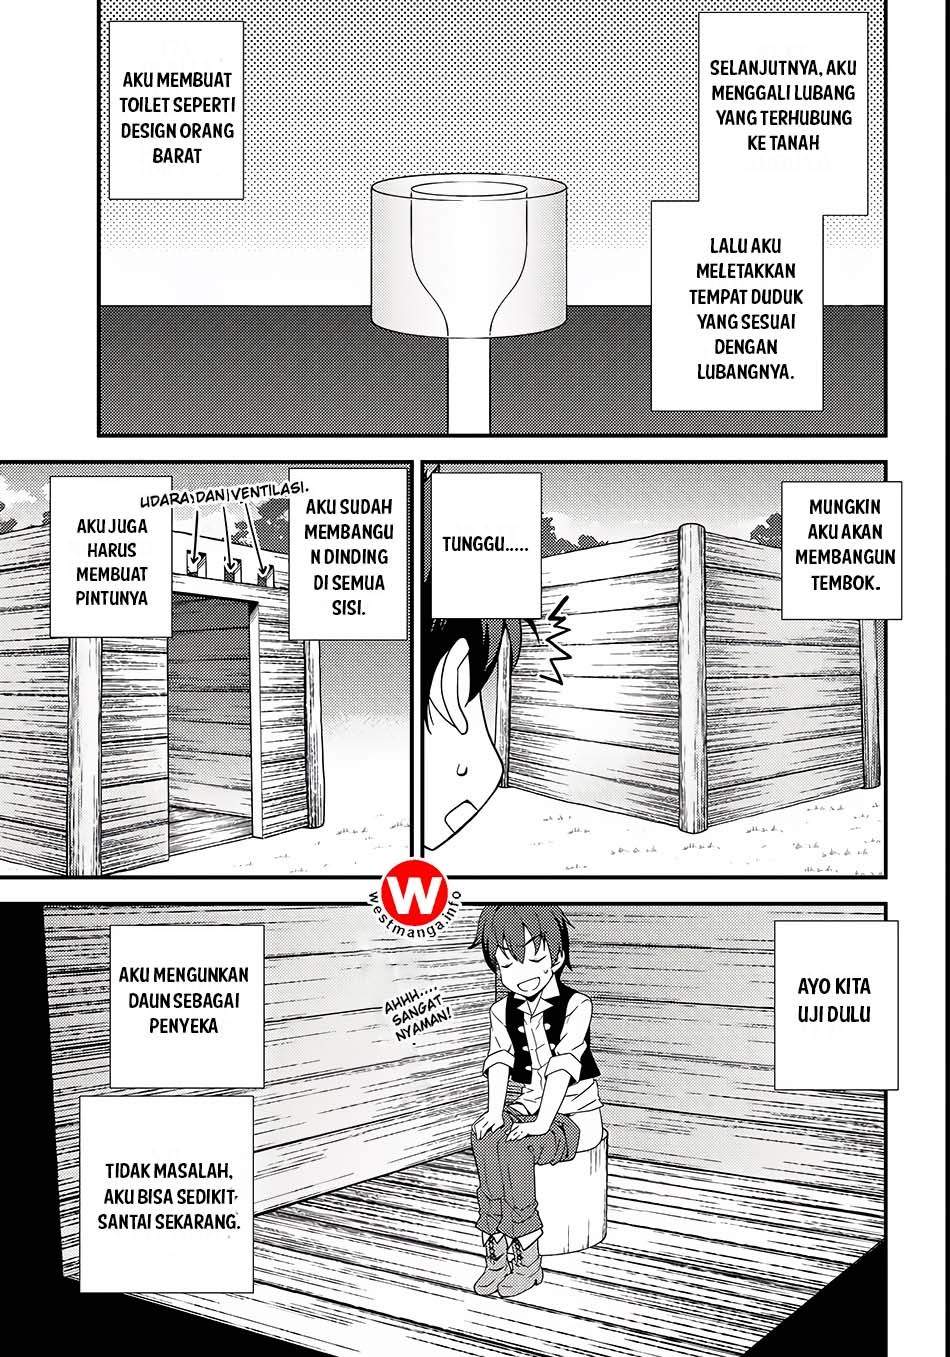 SELANJUTNYA, AKU
MENGGALI LUBANG
YANG TERHUBUNG
KE TANAH
LALU AKU
MELETAKKAN
TEMPAT DUDUK
YANG SESUAI
DENGAN
LUBANGNYA.
AKU MEMBUAT
TOILET SEPERTI
DESIGN ORANG
BARAT
MUNGKIN
AKU AKAN
MEMBANGUN
TEMBOK.
TUNGGU.....
AKU SUDAH
MEMBANGU
N DINDING
DI SEMUA
SISI.
UDARA DAN VENTILASI.
AKU JUGA
HARUS
MEMBUAT
PINTUNYA
W
westmanga.info
AYO KITA
UJI DULU
AHHH....
SANGAT
NYAMAN!
AKU MENGUNKAN
DAUN SEBAGAI
PENYEKA
TIDAK MASALAH,
AKU BISA SEDIKIT
SANTAI SEKARANG.